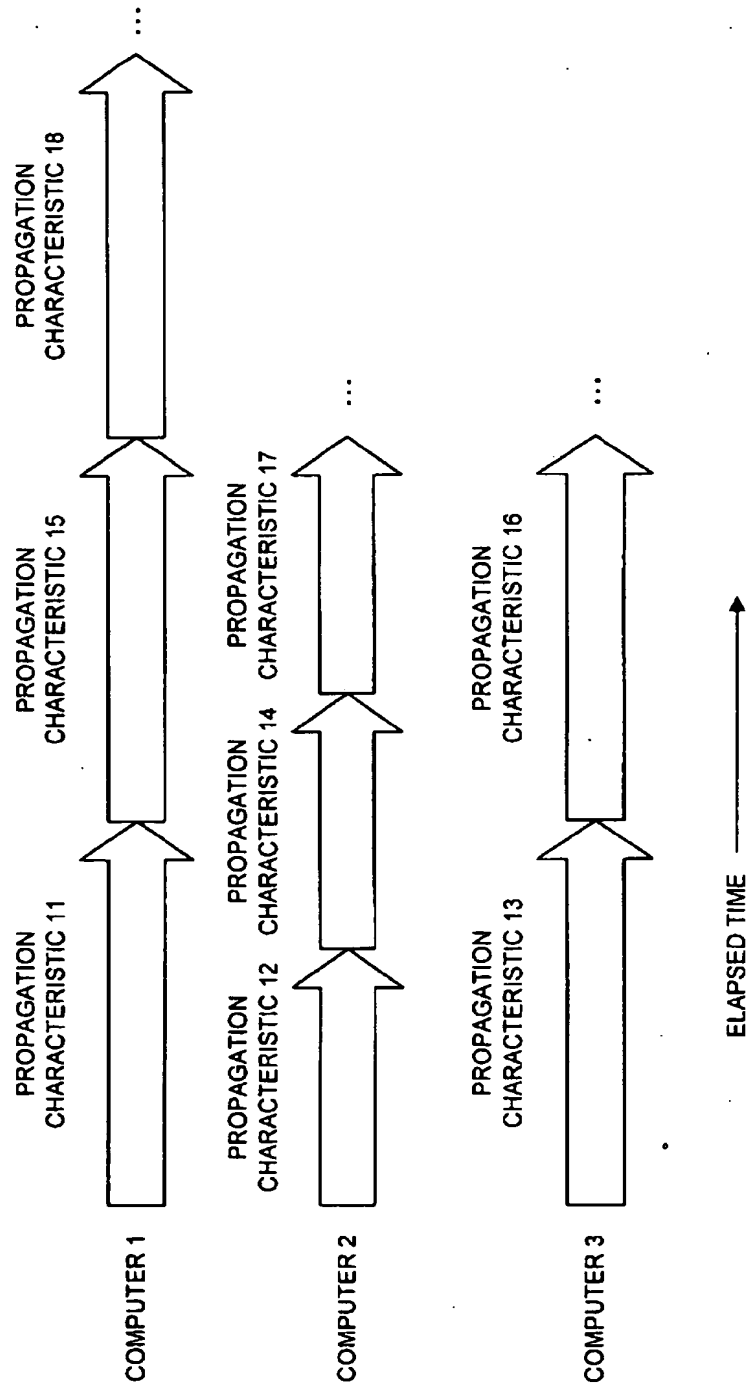 PROPAGATION
CHARACTERISTIC 11
PROPAGATION
CHARACTERISTIC 15
PROPAGATION
CHARACTERISTIC 18
COMPUTER 1
...
PROPAGATION
CHARACTERISTIC 12
PROPAGATION
CHARACTERISTIC 14
PROPAGATION
CHARACTERISTIC 17
COMPUTER 2
...
PROPAGATION
CHARACTERISTIC 13
PROPAGATION
CHARACTERISTIC 16
COMPUTER 3
...
ELAPSED TIME